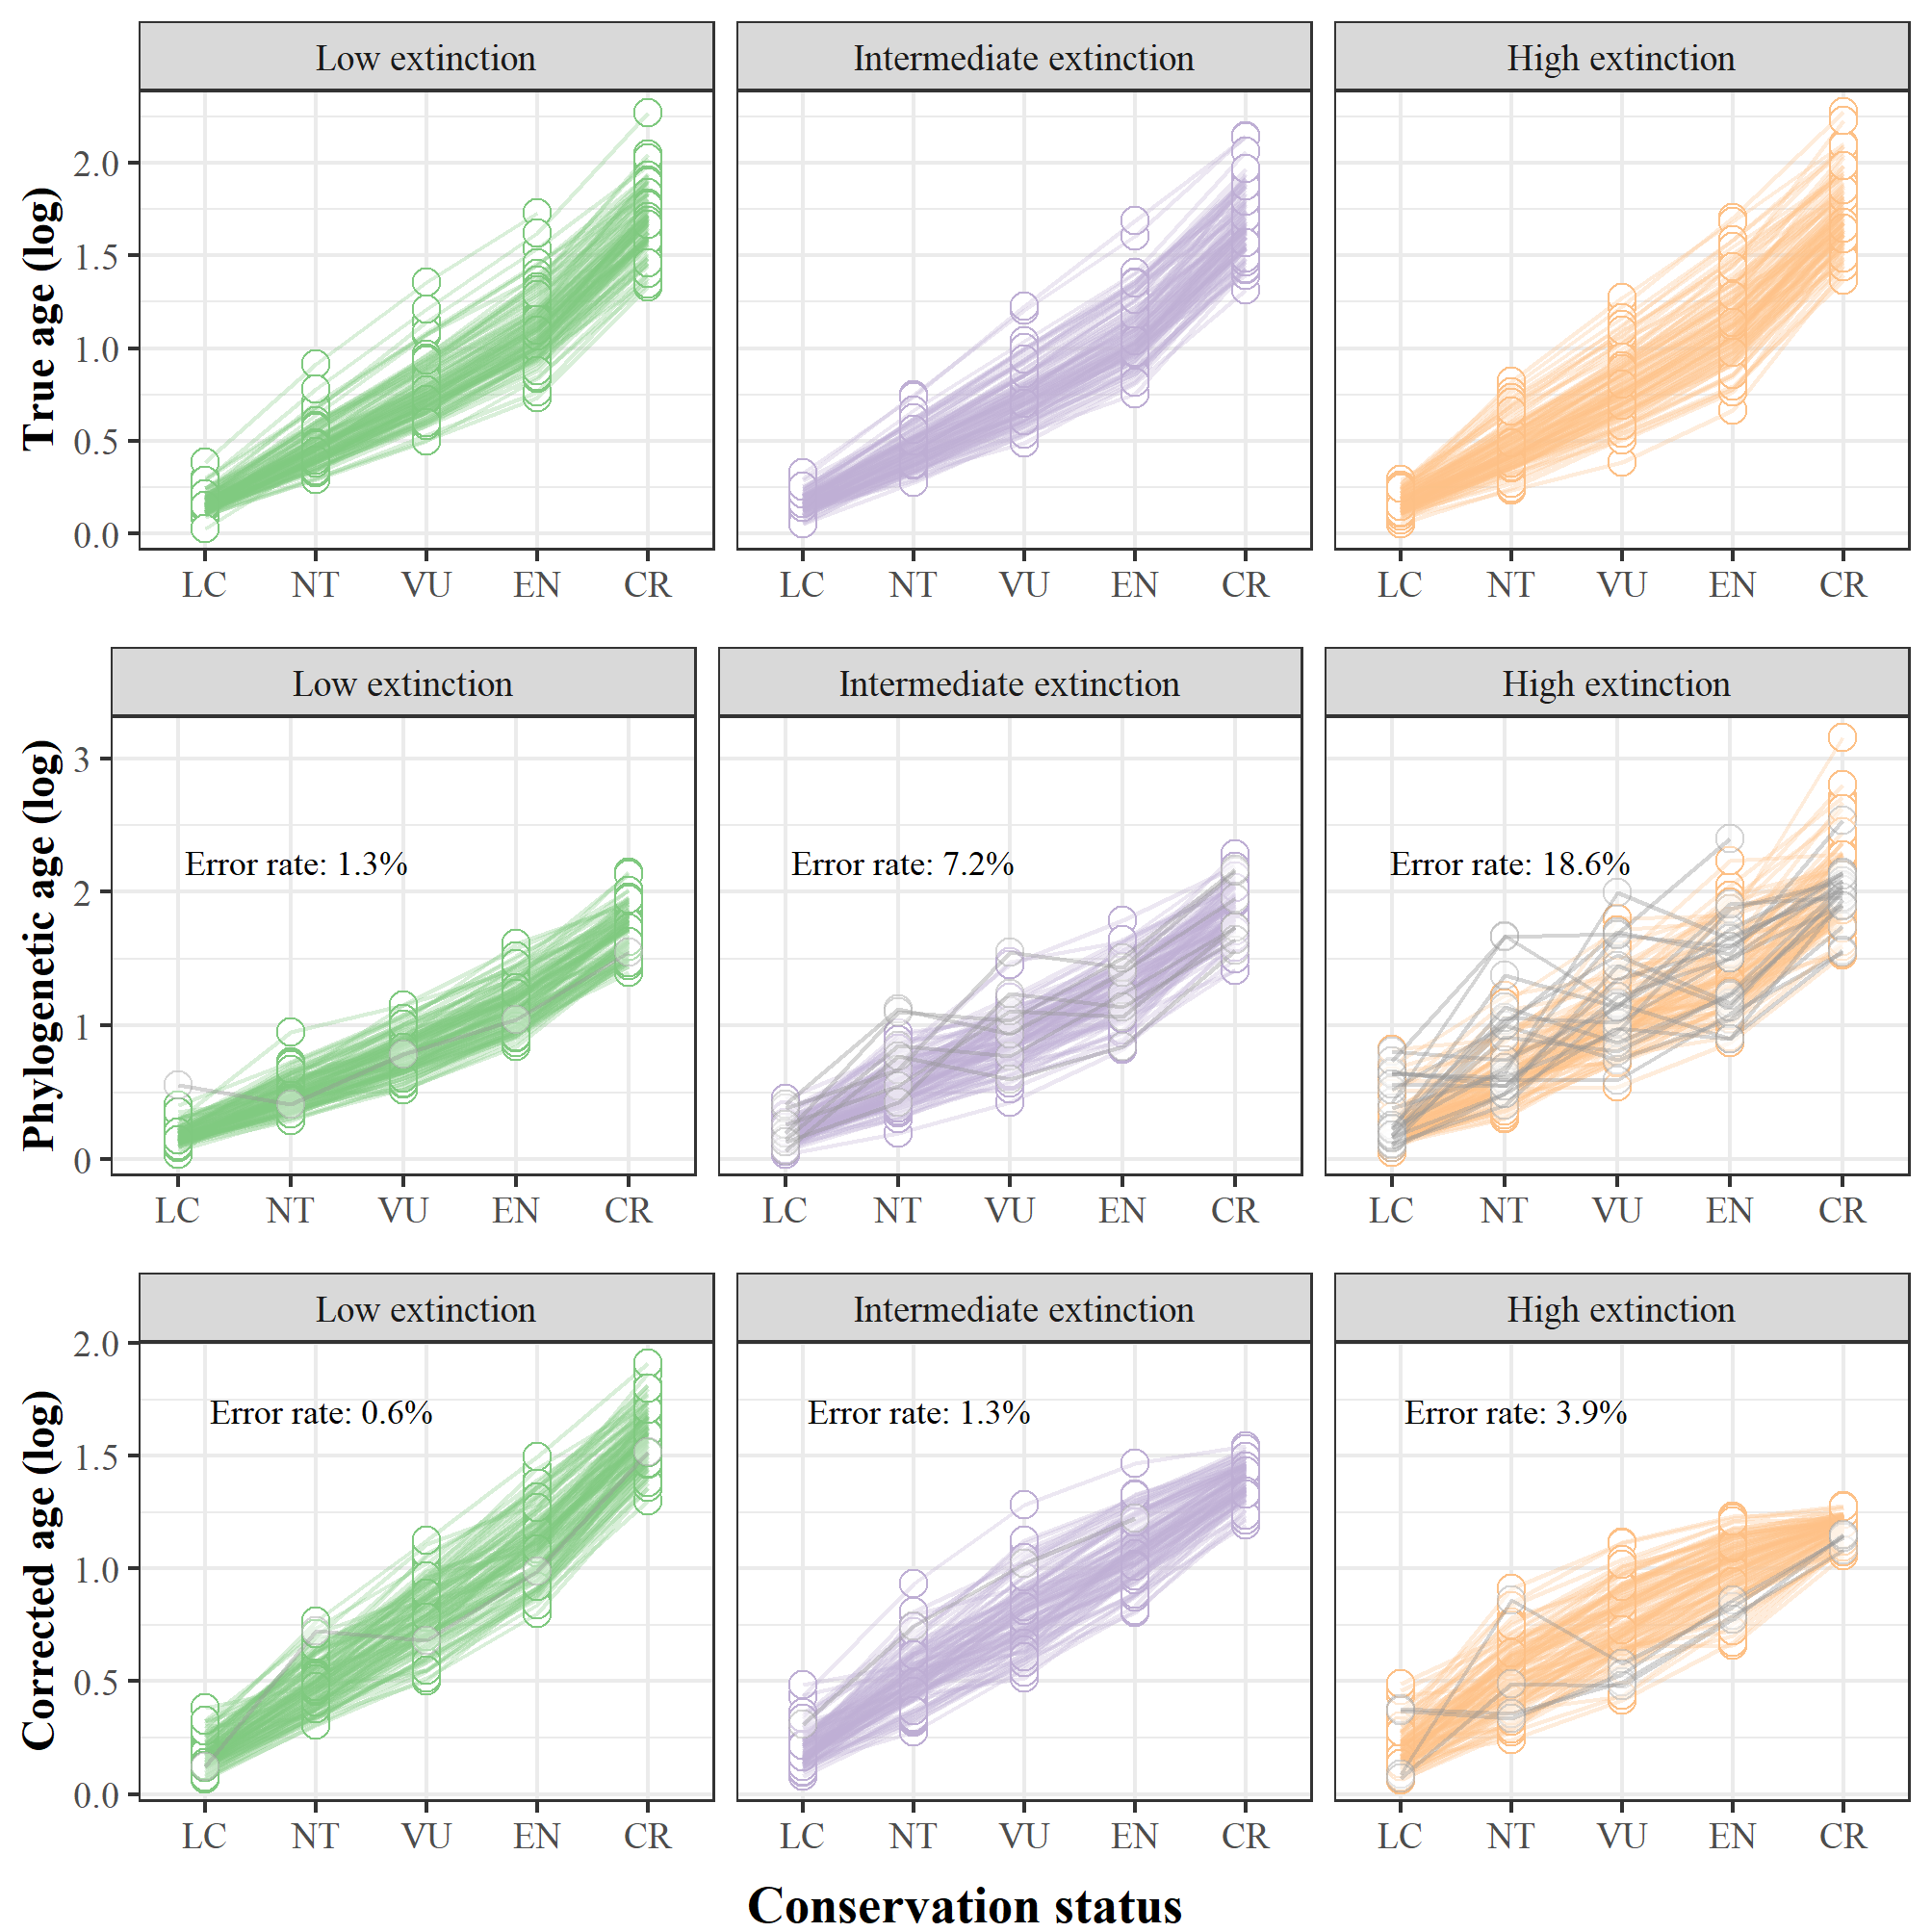 Low extinction Intermediate extinction High extinction
True age (log)
2.0
1.5
1.0
0.5
0.0
LC NT VU EN CR LC NT VU EN CR LC NT VU EN CR
Low extinction Intermediate extinction High extinction
Phylogenetic age (log)
3
2
1
0
Error rate: 1.3% Error rate: 7.2% Error rate: 18.6%
LC NT VU EN CR LC NT VU EN CR LC NT VU EN CR
Low extinction Intermediate extinction High extinction
Corrected age (log)
2.0
1.5
1.0
0.5
0.0
Error rate: 0.6% Error rate: 1.3% Error rate: 3.9%
LC NT VU EN CR LC NT VU EN CR LC NT VU EN CR
Conservation status